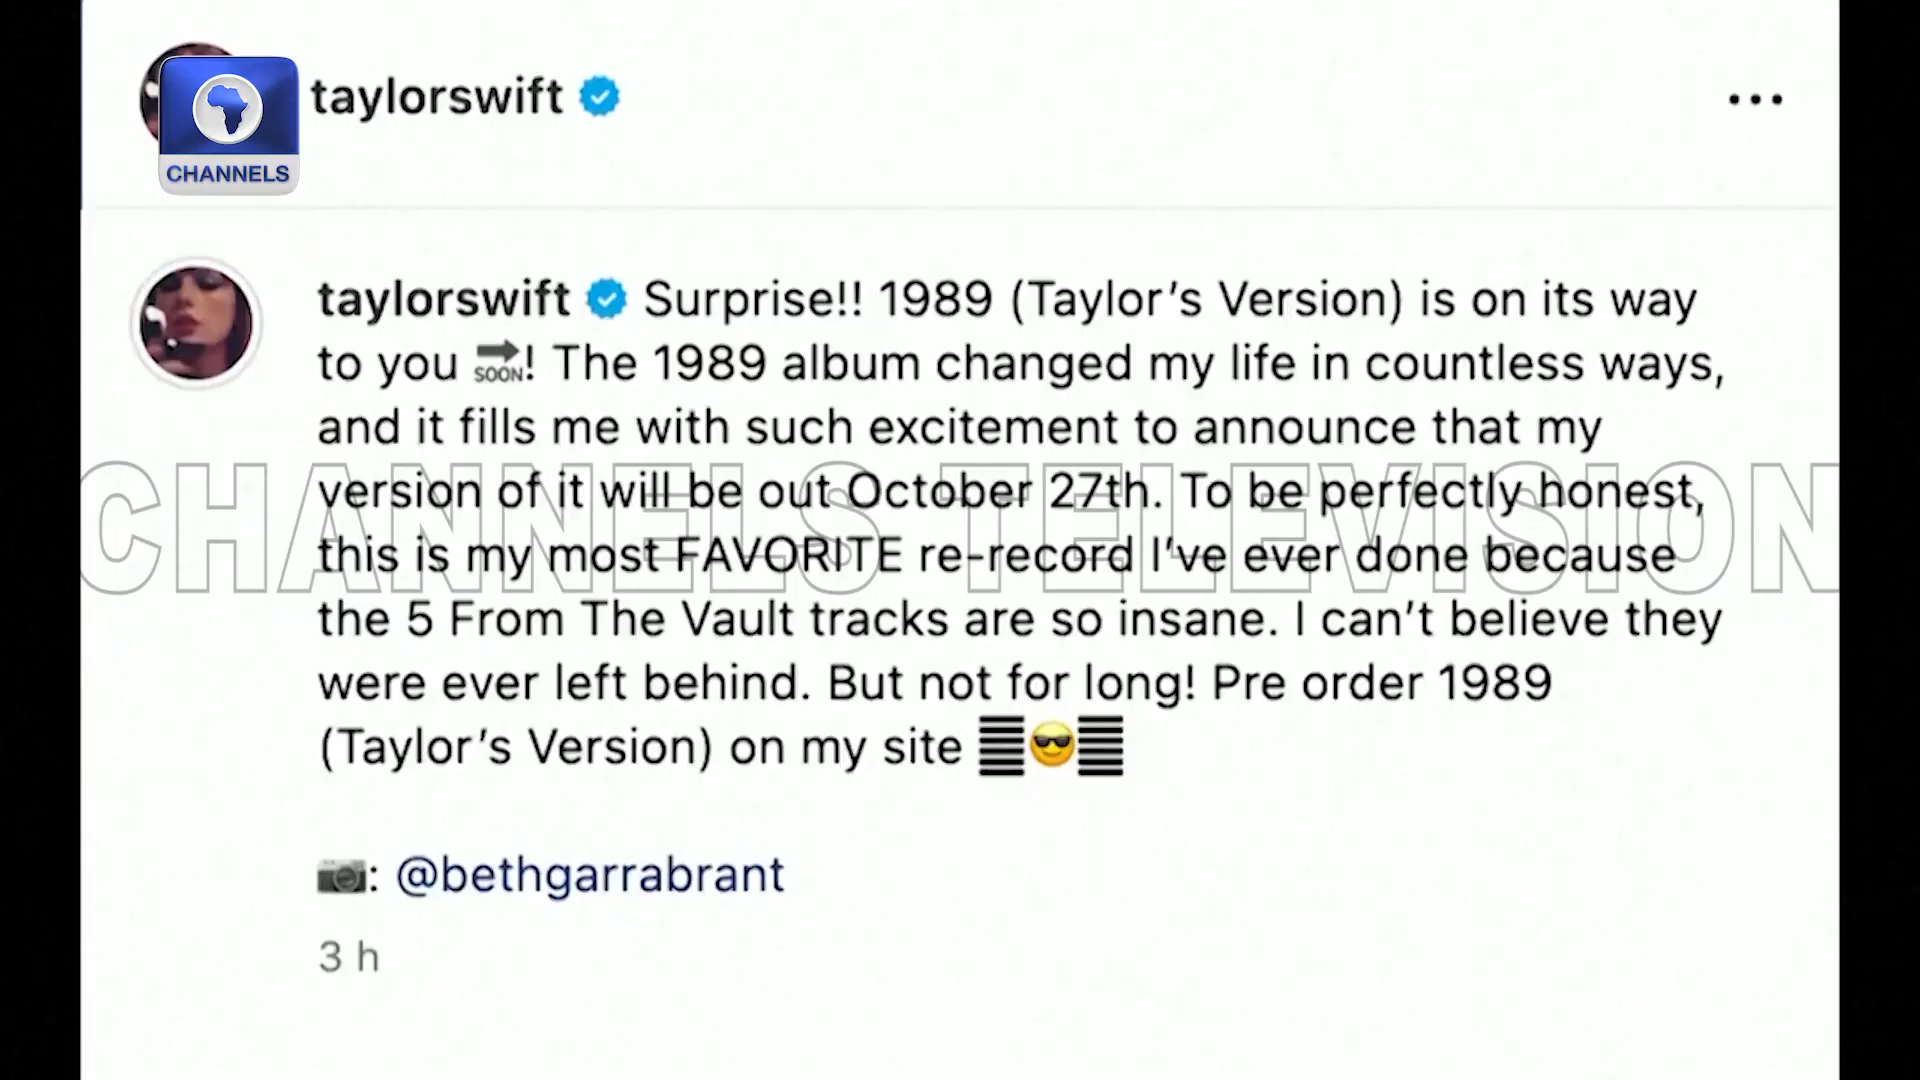 taylorswift
CHANNELS
taylorswift Surprise!! 1989 (Taylor’s Version) is on its way
to you 🔜! The 1989 album changed my life in countless ways,
and it fills me with such excitement to announce that my
version of it will be out October 27th. To be perfectly honest,
this is my most FAVORITE re-record I’ve ever done because
the 5 From The Vault tracks are so insane. I can’t believe they
were ever left behind. But not for long! Pre order 1989
(Taylor’s Version) on my site 𝌆😎𝌆
CHANNELS TELEVISION
📷: @bethgarrabrant
3 h